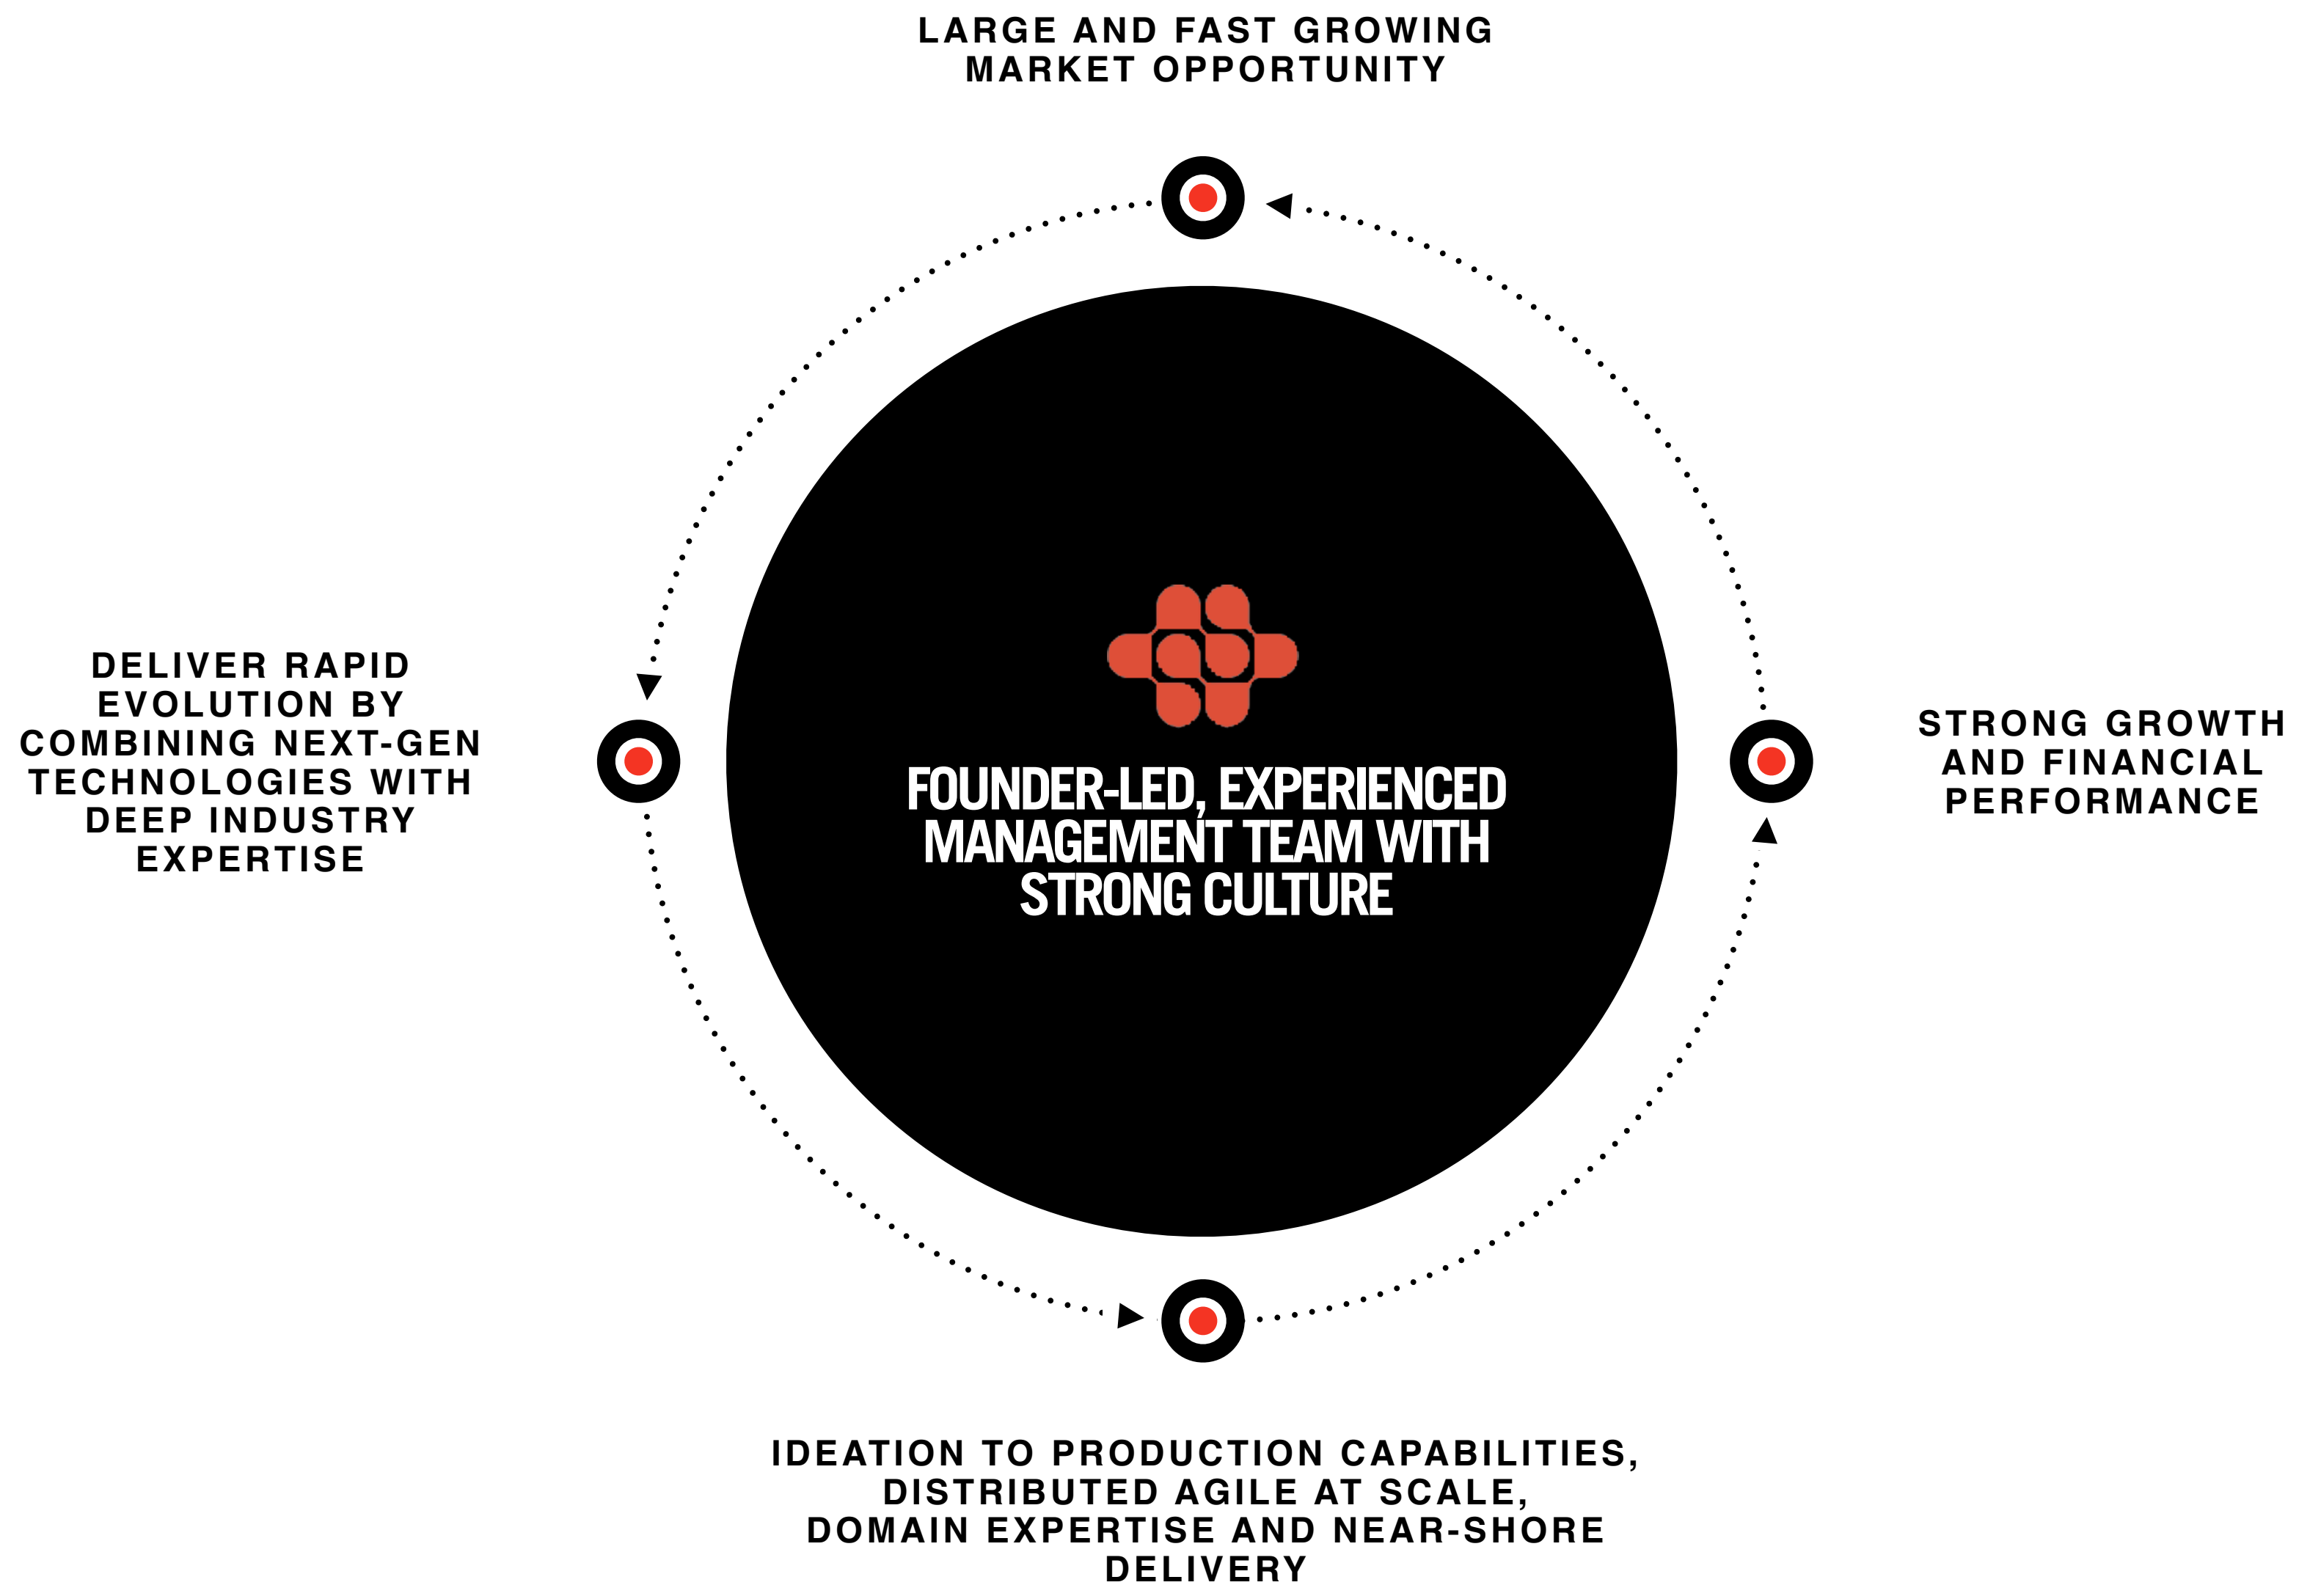 LARGE AND FAST GROWING
MARKET OPPORTUNITY
DELIVER RAPID
EVOLUTION BY
COMBINING NEXT-GEN
TECHNOLOGIES WITH
DEEP INDUSTRY
EXPERTISE
FOUNDER-LED, EXPERIENCED
MANAGEMENT TEAM WITH
STRONG CULTURE
STRONG GROWTH
AND FINANCIAL
PERFORMANCE
IDEATION TO PRODUCTION CAPABILITIES,
DISTRIBUTED AGILE AT SCALE,
DOMAIN EXPERTISE AND NEAR-SHORE
DELIVERY